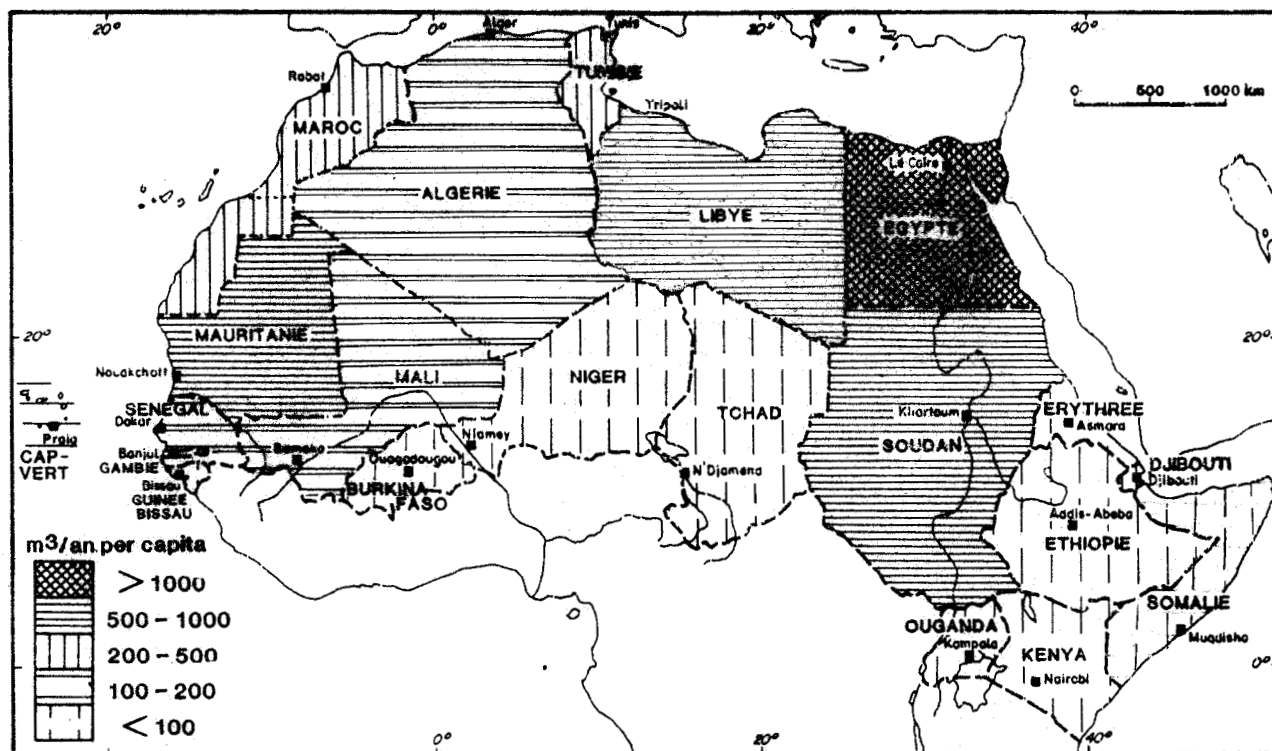 20°
0°
20°
40°
Alger
Tunis
Rabat
TUNISIE
Tripoli
0 500 1000 km
MAROC
Le Caire
ALGERIE
LIBYE
EGYPTE
20°
20°
MAURITANIE
Nouakchott
MALI
NIGER
TCHAD
SENEGAL
Dakar
Khartoum
ERYTHREE
Asmara
Praia
CAP-
VERT
Banjul
GAMBIE
Bamako
Niamey
Ouagadougou
SOUDAN
N'Djamena
DJIBOUTI
Djibouti
Bissau
GUINEE
BISSAU
BURKINA
FASO
Addis-Abeba
ETHIOPIE
m3/an per capita
> 1000
500 - 1000
200 - 500
100 - 200
< 100
SOMALIE
OUGANDA
Kampala
Muqdisho
KENYA
Nairobi
0°
0°
20°
40°